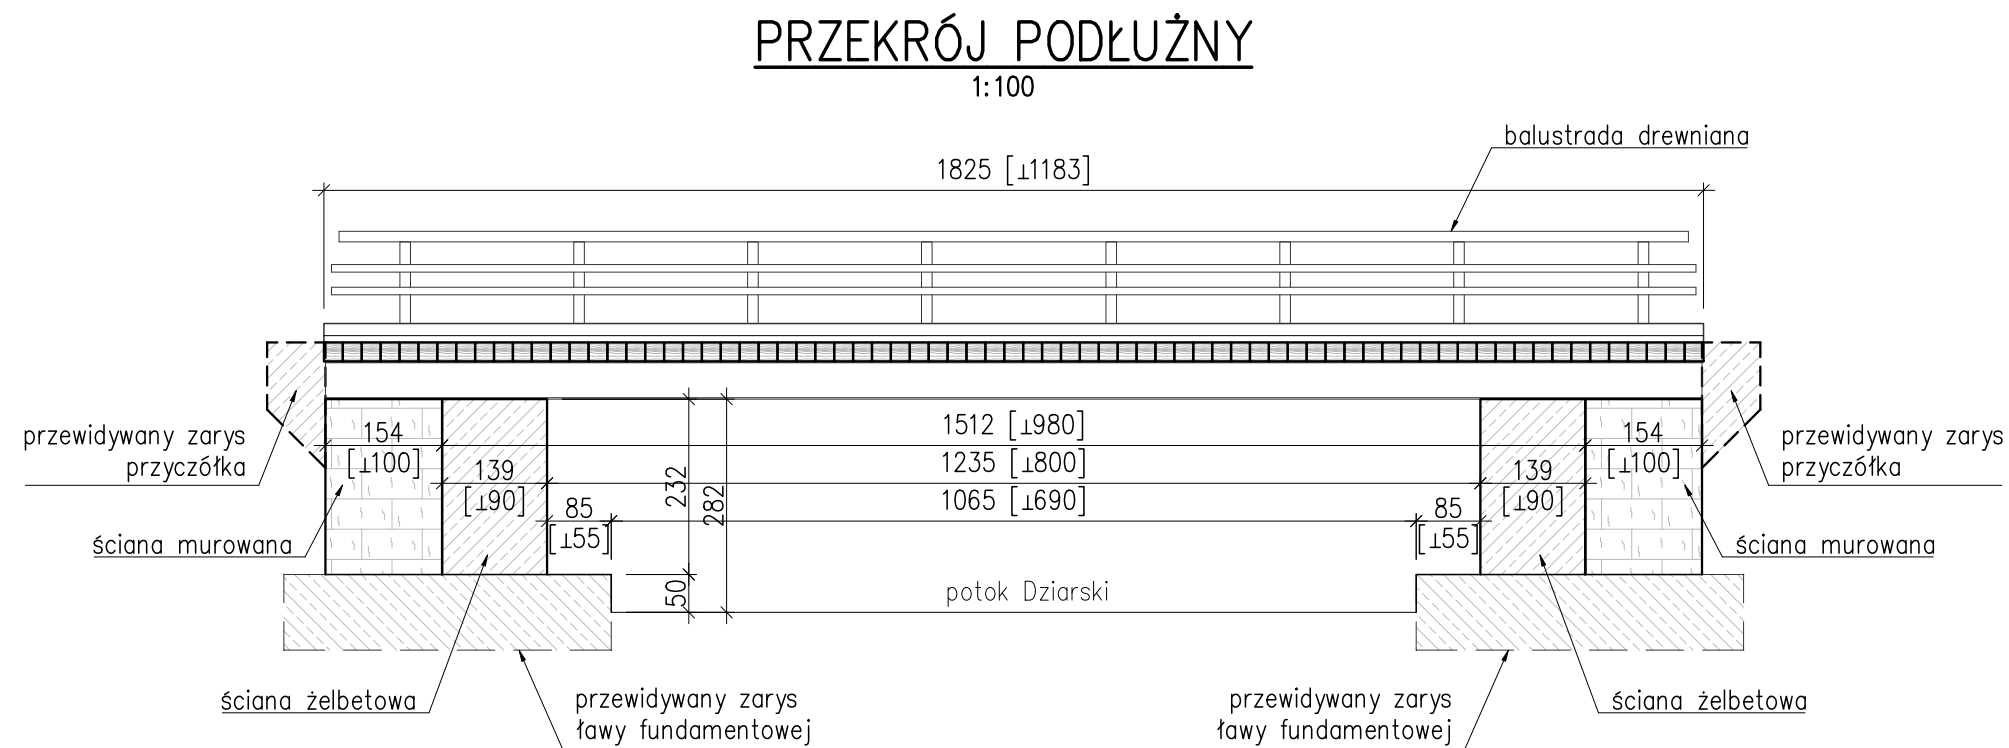 PRZEKRÓJ PODŁUŻNY
1:100
balustrada drewniana
1825 [⊥1183]
przewidywany zarys
przyczółka
154
[⊥100]
139
[⊥90]
85
[⊥55]
232
282
50
1512 [⊥980]
1235 [⊥800]
1065 [⊥690]
85
[⊥55]
139
[⊥90]
154
[⊥100]
przewidywany zarys
przyczółka
ściana murowana
ściana murowana
potok Dziarski
ściana żelbetowa
przewidywany zarys
ławy fundamentowej
przewidywany zarys
ławy fundamentowej
ściana żelbetowa